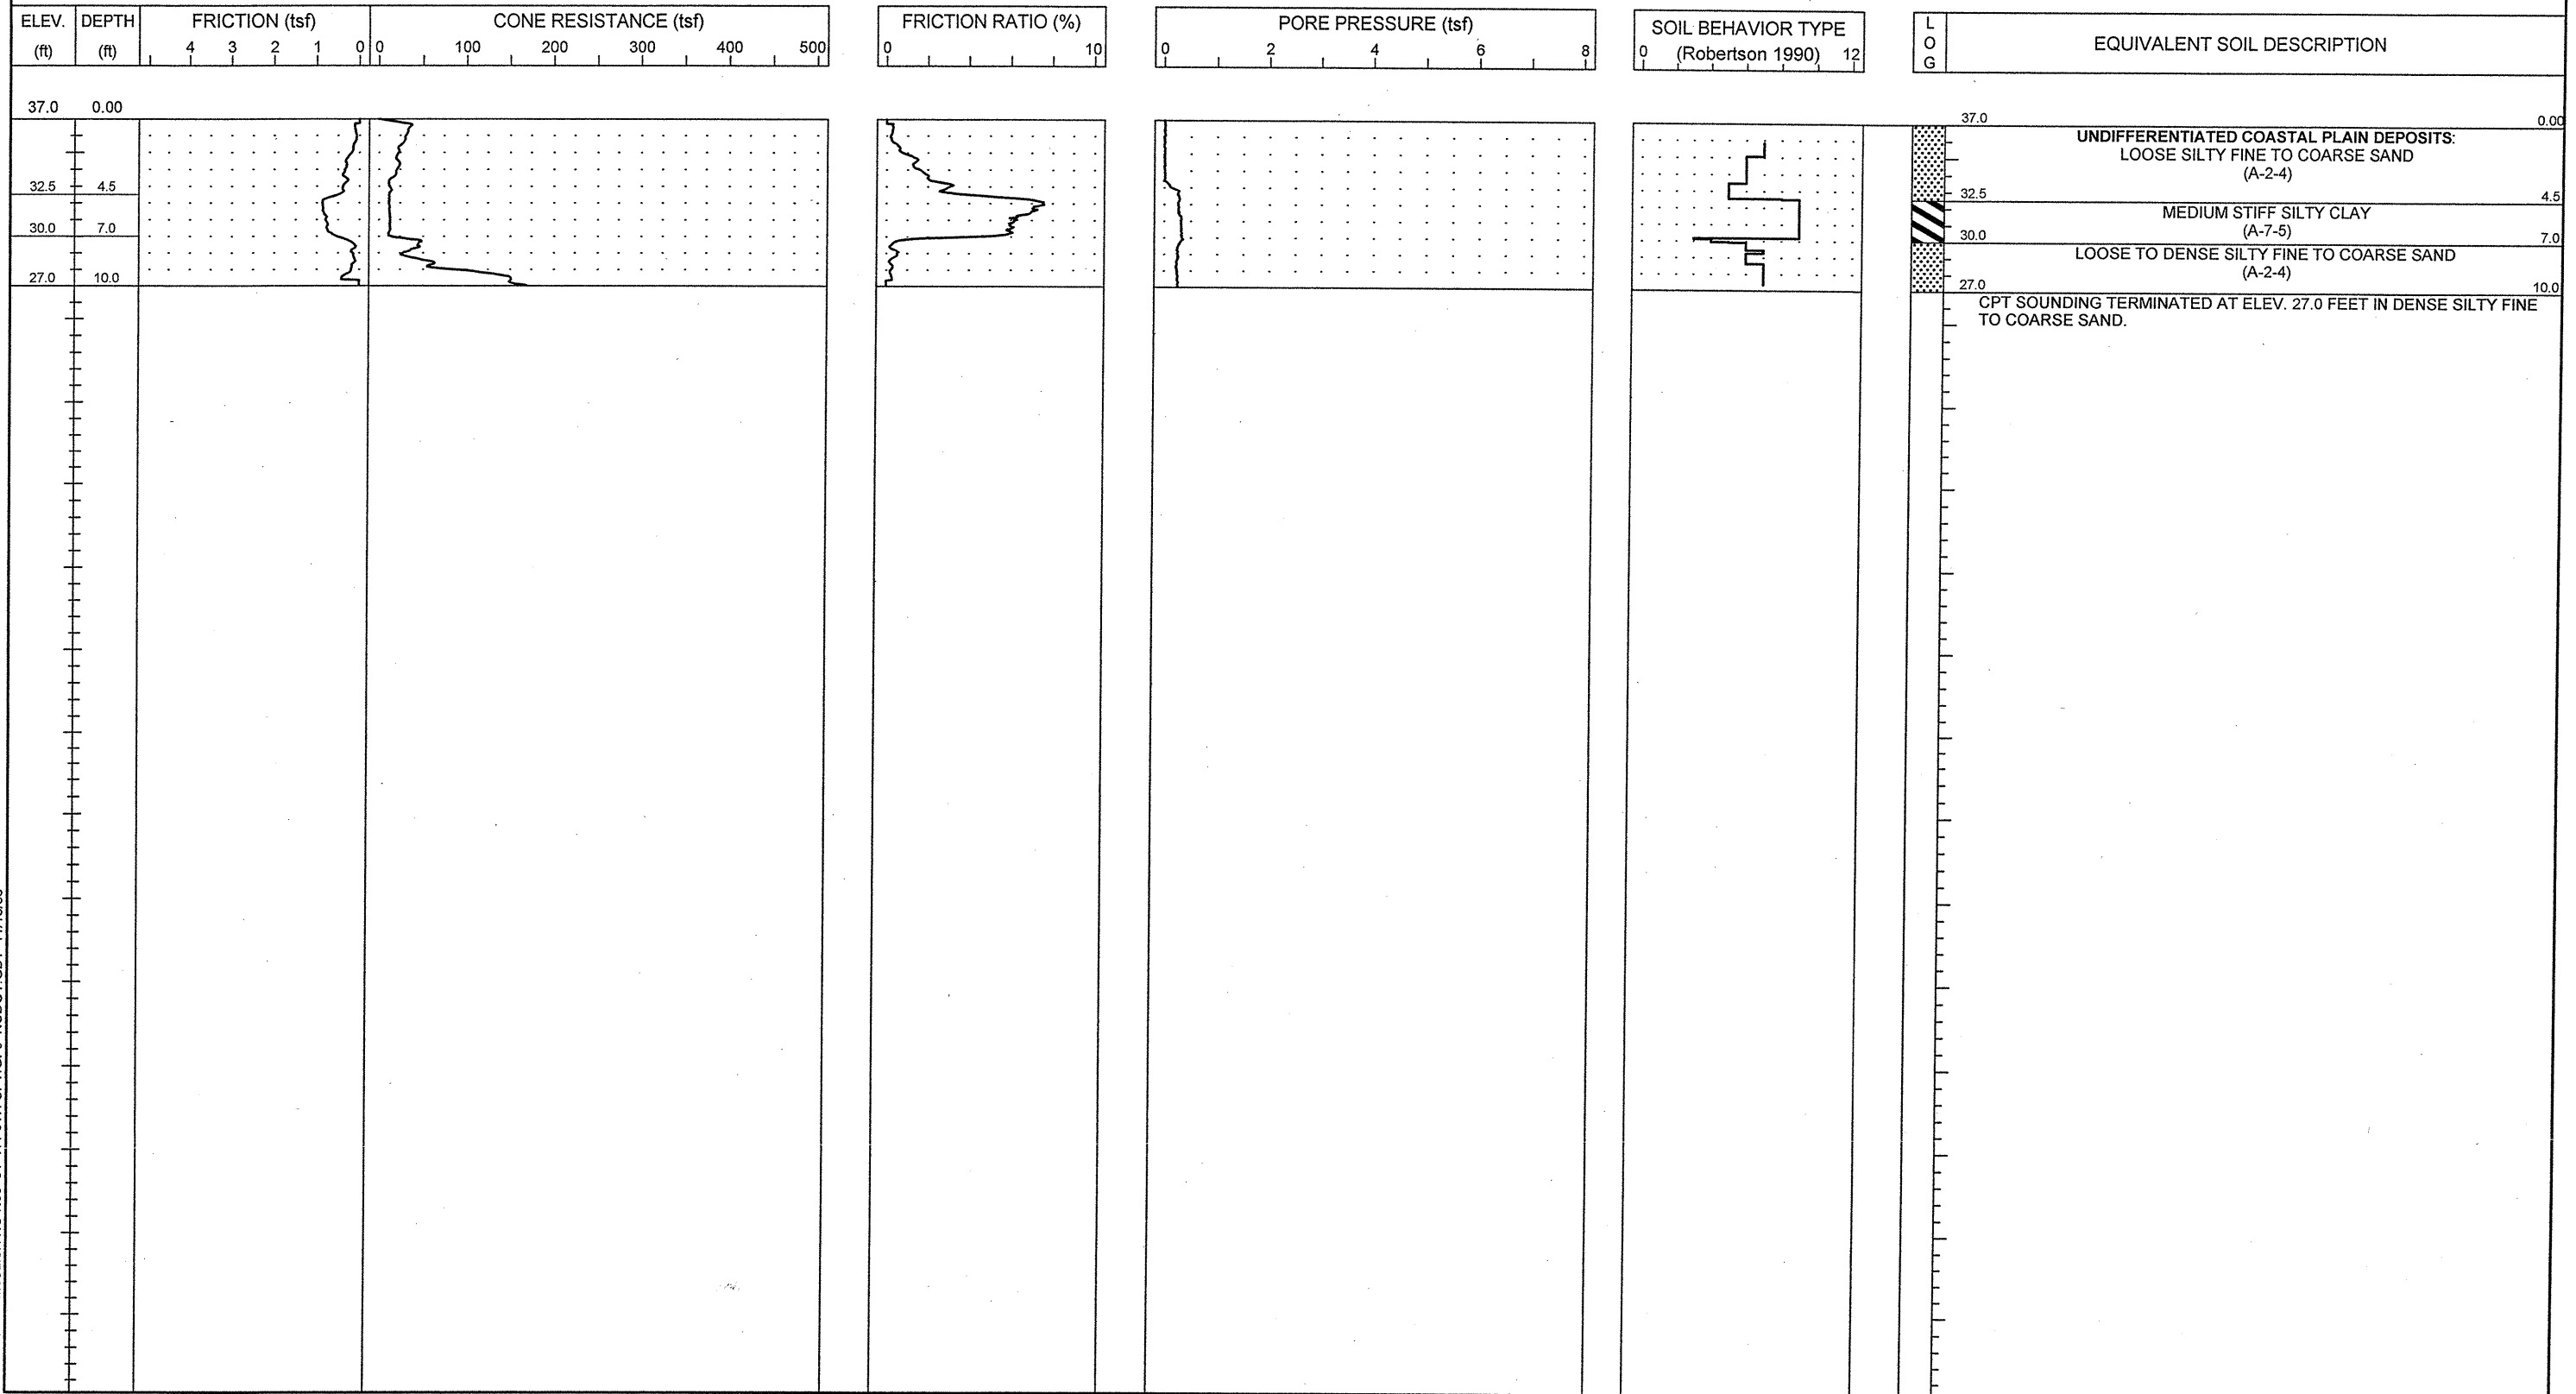 ELEV. DEPTH FRICTION (tsf) CONE RESISTANCE (tsf) FRICTION RATIO (%) PORE PRESSURE (tsf) SOIL BEHAVIOR TYPE LOG EQUIVALENT SOIL DESCRIPTION
(ft) (ft) 4 3 2 1 0 0 100 200 300 400 500 0 10 0 2 4 6 8 0 (Robertson 1990) 12
37.0 0.00
37.0 0.00
UNDIFFERENTIATED COASTAL PLAIN DEPOSITS:
LOOSE SILTY FINE TO COARSE SAND
(A-2-4)
32.5 4.5
32.5 4.5
MEDIUM STIFF SILTY CLAY
(A-7-5)
30.0 7.0
30.0 7.0
LOOSE TO DENSE SILTY FINE TO COARSE SAND
(A-2-4)
27.0 10.0
27.0 10.0
CPT SOUNDING TERMINATED AT ELEV. 27.0 FEET IN DENSE SILTY FINE
TO COARSE SAND.